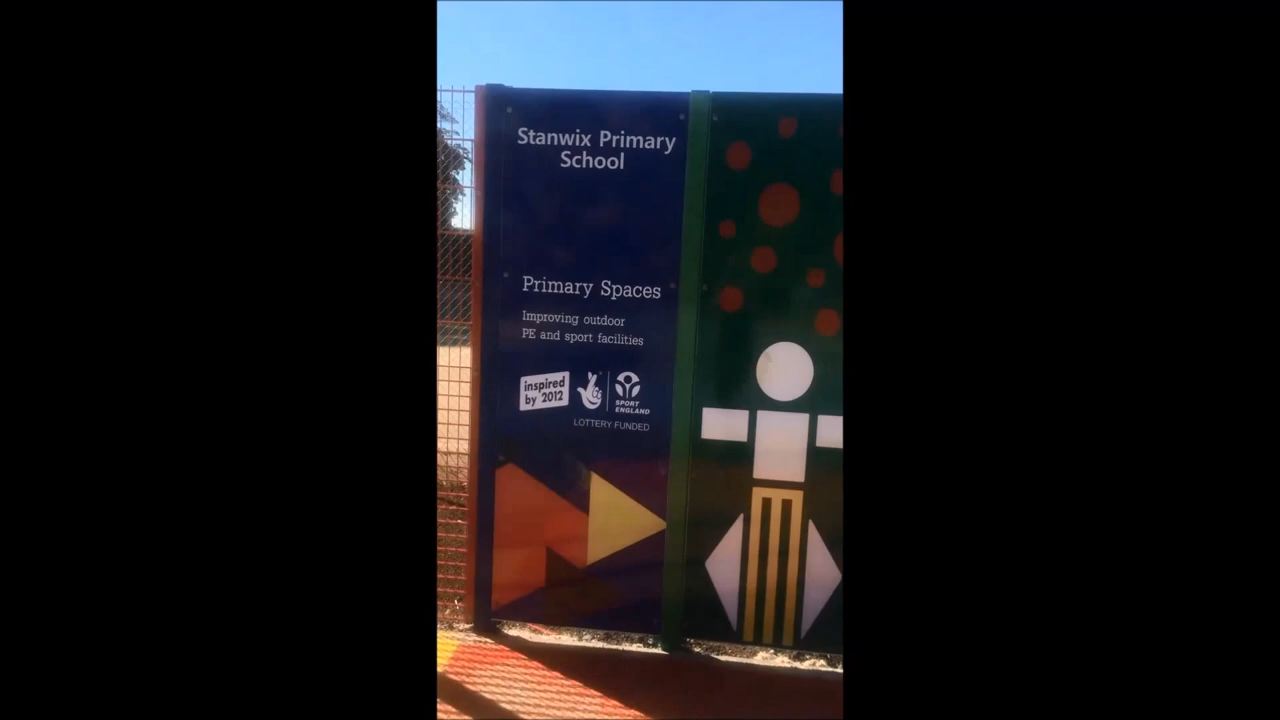 Stanwix Primary
School
Primary Spaces
Improving outdoor
PE and sport facilities
inspired
by 2012
SPORT
ENGLAND
LOTTERY FUNDED